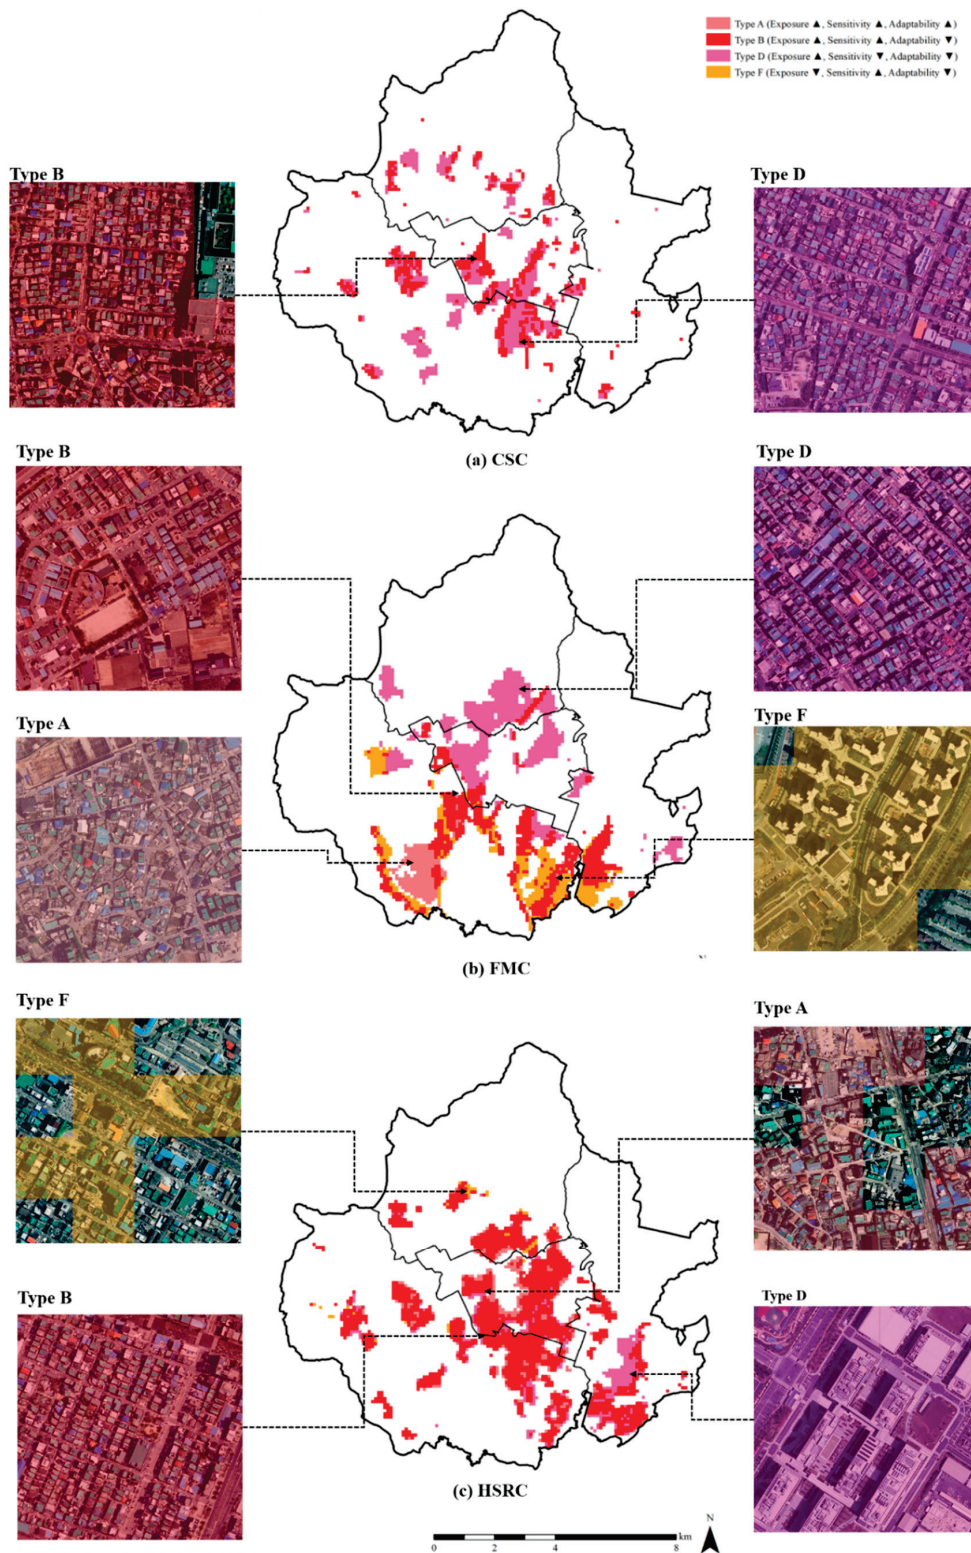 Type A (Exposure ▲, Sensitivity ▲, Adaptability ▲)
Type B (Exposure ▲, Sensitivity ▲, Adaptability ▼)
Type D (Exposure ▲, Sensitivity ▼, Adaptability ▼)
Type F (Exposure ▼, Sensitivity ▲, Adaptability ▼)
Type B
Type D
(a) CSC
Type B
Type D
Type A
Type F
(b) FMC
Type F
Type A
Type B
Type D
(c) HSRC
N
km
0 2 4 8